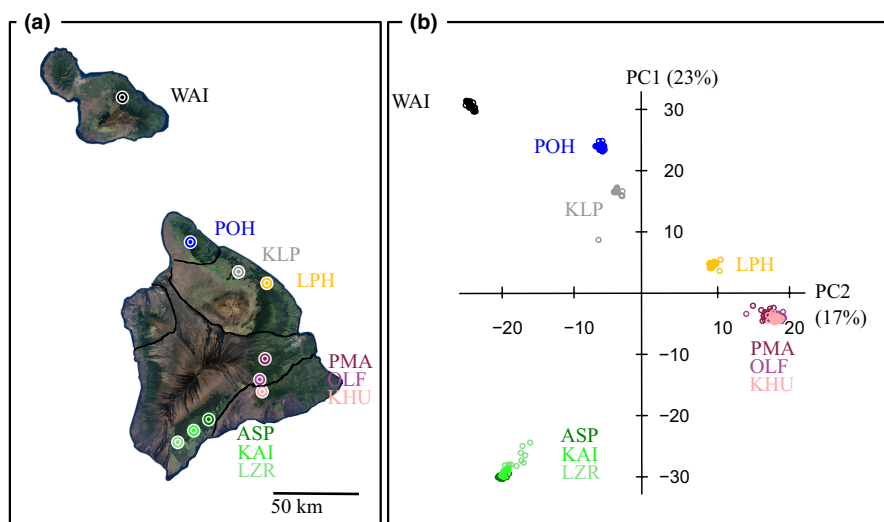 (a)
WAI
POH
KLP
LPH
PMA
OLF
KHU
ASP
KAI
LZR
50 km
(b)
PC1 (23%)
WAI
30
POH
20
KLP
10
LPH
PC2
(17%)
−20
−10
10
20
PMA
−10
OLF
KHU
−20
ASP
KAI
−30
LZR